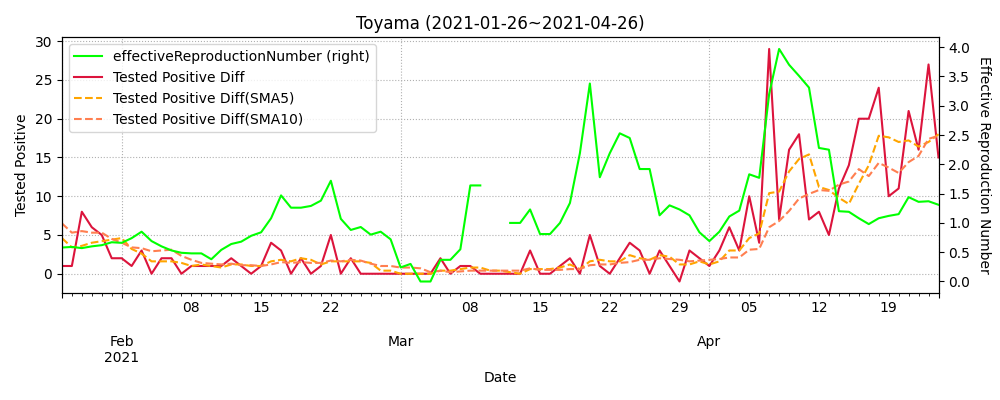 Toyama (2021-01-26~2021-04-26)
effectiveReproductionNumber (right)
Tested Positive Diff
Tested Positive Diff(SMA5)
Tested Positive Diff(SMA10)
Tested Positive
30
25
20
15
10
5
0
4.0
3.5
3.0
2.5
2.0
1.5
1.0
0.5
0.0
Effective Reproduction Number
08 15 22 08 15 22 29 05 12 19
Feb Mar Apr
2021
Date